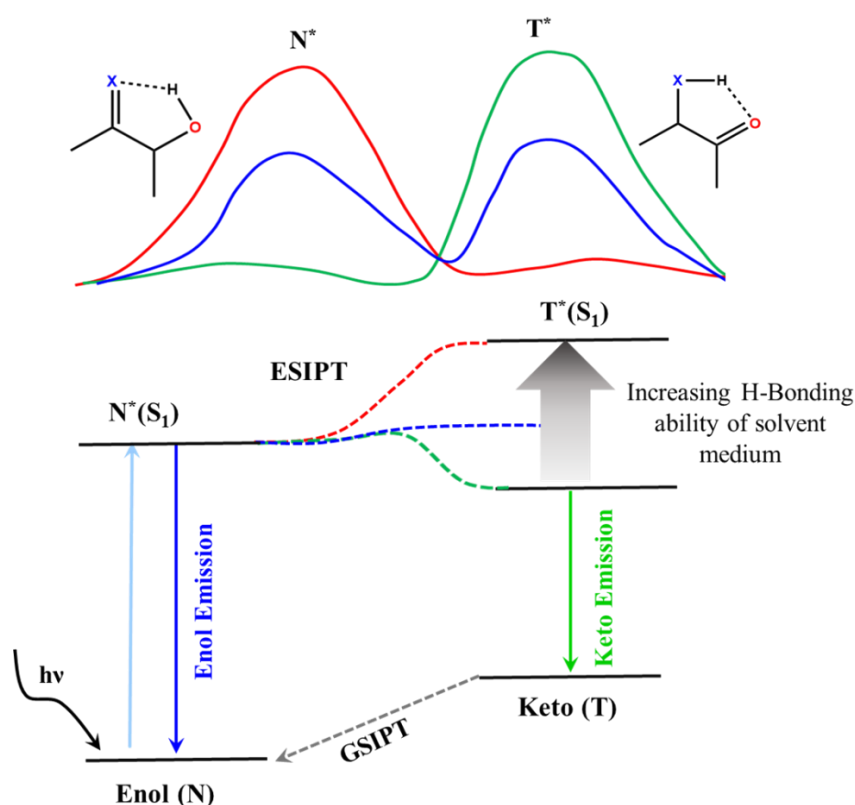 N*
T*
X
H
O
X
H
O
T*(S₁)
ESIPT
N*(S₁)
Increasing H-Bonding
ability of solvent
medium
Enol Emission
Keto Emission
hν
Keto (T)
GSIPT
Enol (N)